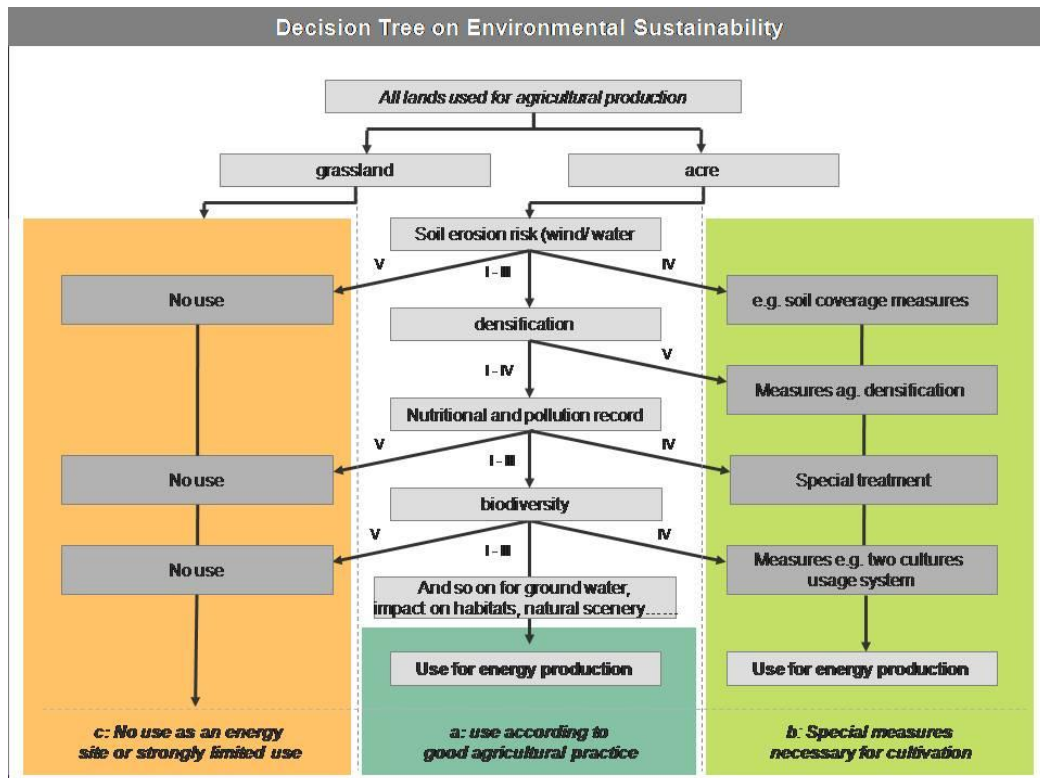 Decision Tree on Environmental Sustainability
All lands used for agricultural production
grassland
acre
Soil erosion risk (wind/ water
V
I - III
IV
No use
e.g. soil coverage measures
densification
V
I - IV
Measures ag. densification
Nutritional and pollution record
V
I - III
IV
No use
Special treatment
biodiversity
V
I - III
IV
No use
Measures e.g. two cultures
usage system
And so on for ground water,
impact on habitats, natural scenery......
Use for energy production
Use for energy production
c: No use as an energy
site or strongly limited use
a: use according to
good agricultural practice
b: Special measures
necessary for cultivation